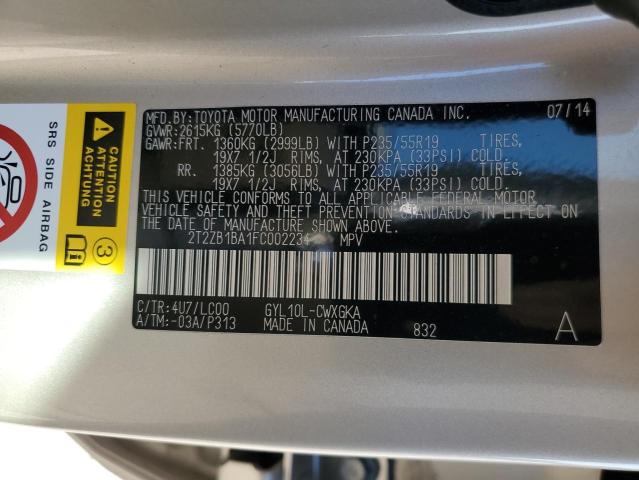 MFD.BY:TOYOTA MOTOR MANUFACTURING CANADA INC. 07/14
GVWR:2615KG (5770LB)
GAWR:FRT. 1360KG (2999LB) WITH P235/55R19 TIRES,
19X7 1/2J RIMS, AT 230KPA (33PSI) COLD.
RR. 1385KG (3056LB) WITH P235/55R19 TIRES,
19X7 1/2J RIMS, AT 230KPA (33PSI) COLD.
THIS VEHICLE CONFORMS TO ALL APPLICABLE FEDERAL MOTOR
VEHICLE SAFETY AND THEFT PREVENTION STANDARDS IN EFFECT ON
THE DATE OF MANUFACTURE SHOWN ABOVE.
2T2ZB1BA1FC002234 MPV
C/TR:4U7/LC00 GYL10L-CWXGKA
A/TM:-03A/P313 MADE IN CANADA 832 A
SRS SIDE AIRBAG
CAUTION
ATTENTION
ACHTUNG
3